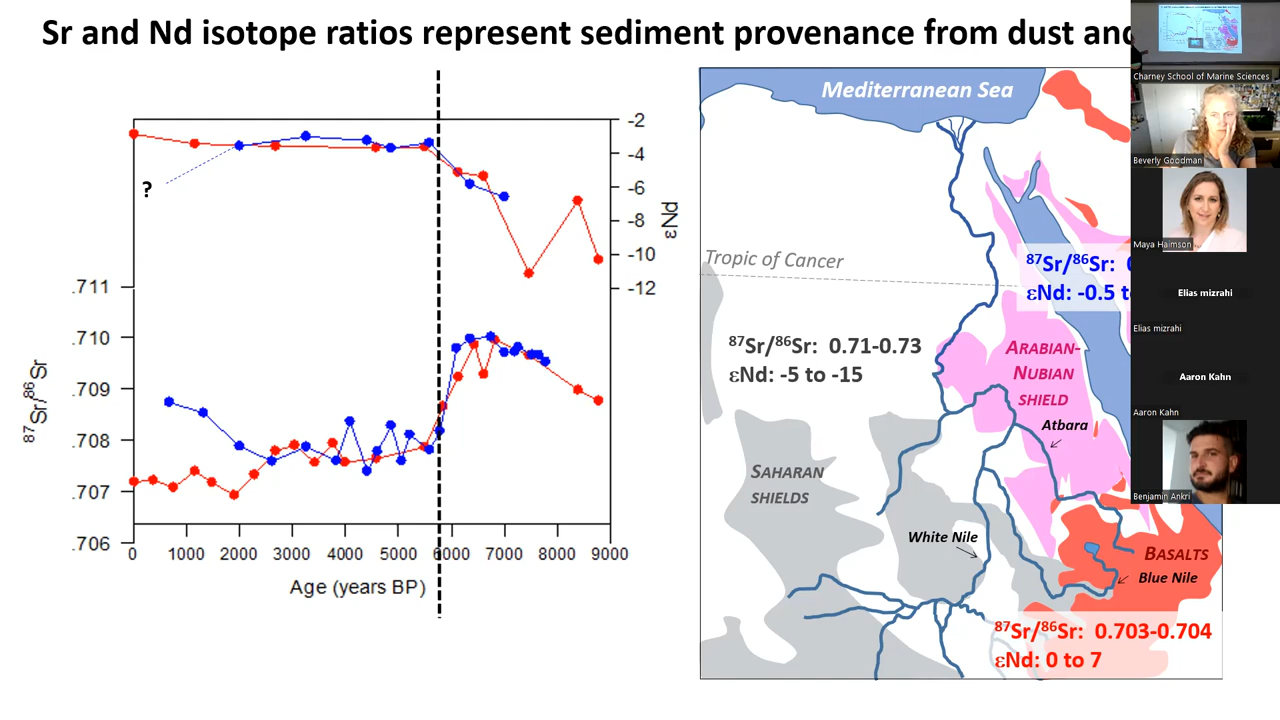 Sr and Nd isotope ratios represent sediment provenance from dust and
-2
-4
-6
-8
-10
-12
εNd
?
.711
.710
.709
.708
.707
.706
87Sr/86Sr
0 1000 2000 3000 4000 5000 6000 7000 8000 9000
Age (years BP)
Mediterranean Sea
Tropic of Cancer
87Sr/86Sr:
εNd: -0.5
87Sr/86Sr: 0.71-0.73
εNd: -5 to -15
ARABIAN-
NUBIAN
SHIELD
Atbara
SAHARAN
SHIELDS
White Nile
BASALTS
Blue Nile
87Sr/86Sr: 0.703-0.704
εNd: 0 to 7
Charney School of Marine Sciences
Beverly Goodman
Maya Haimson
Elias mizrahi
Elias mizrahi
Aaron Kahn
Aaron Kahn
Benjamin Ankri